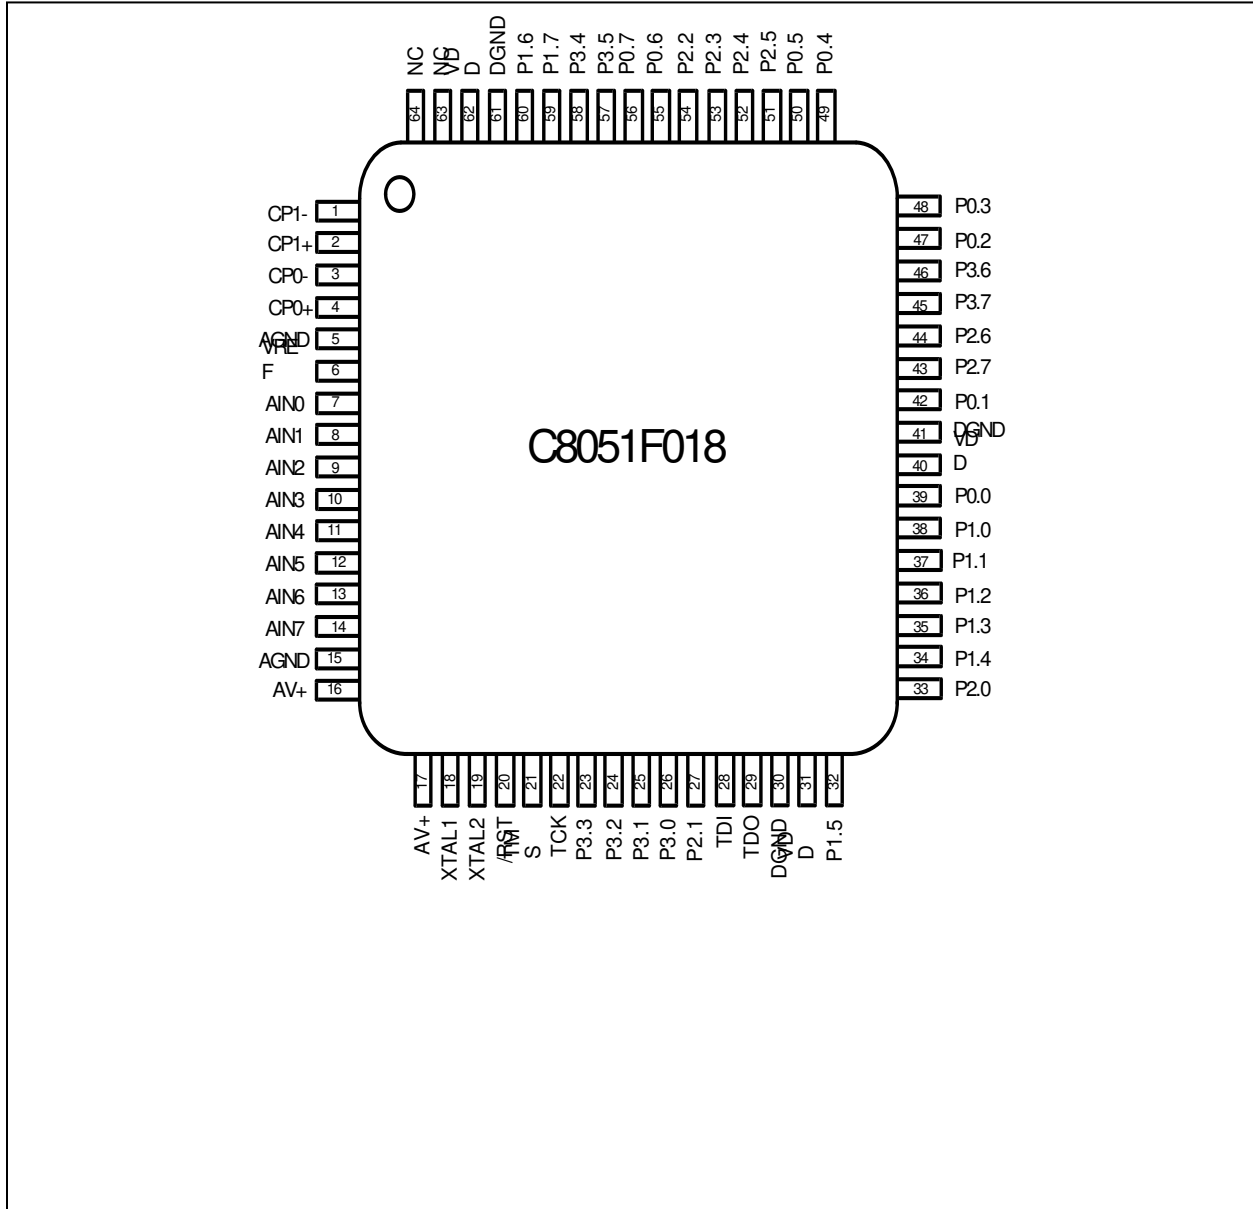 NC
NC
VD
D
DGND
P1.6
P1.7
P3.4
P3.5
P0.7
P0.6
P2.2
P2.3
P2.4
P2.5
P0.5
P0.4
64
63
62
61
60
59
58
57
56
55
54
53
52
51
50
49
CP1- 1
CP1+ 2
CP0- 3
CP0+ 4
AGND 5
VRE
F 6
AIN0 7
AIN1 8
AIN2 9
AIN3 10
AIN4 11
AIN5 12
AIN6 13
AIN7 14
AGND 15
AV+ 16
C8051F018
48 P0.3
47 P0.2
46 P3.6
45 P3.7
44 P2.6
43 P2.7
42 P0.1
41 DGND
VD
40 D
39 P0.0
38 P1.0
37 P1.1
36 P1.2
35 P1.3
34 P1.4
33 P2.0
17
18
19
20
21
22
23
24
25
26
27
28
29
30
31
32
AV+
XTAL1
XTAL2
/RST
TM
S
TCK
P3.3
P3.2
P3.1
P3.0
P2.1
TDI
TDO
DGND
VD
D
P1.5